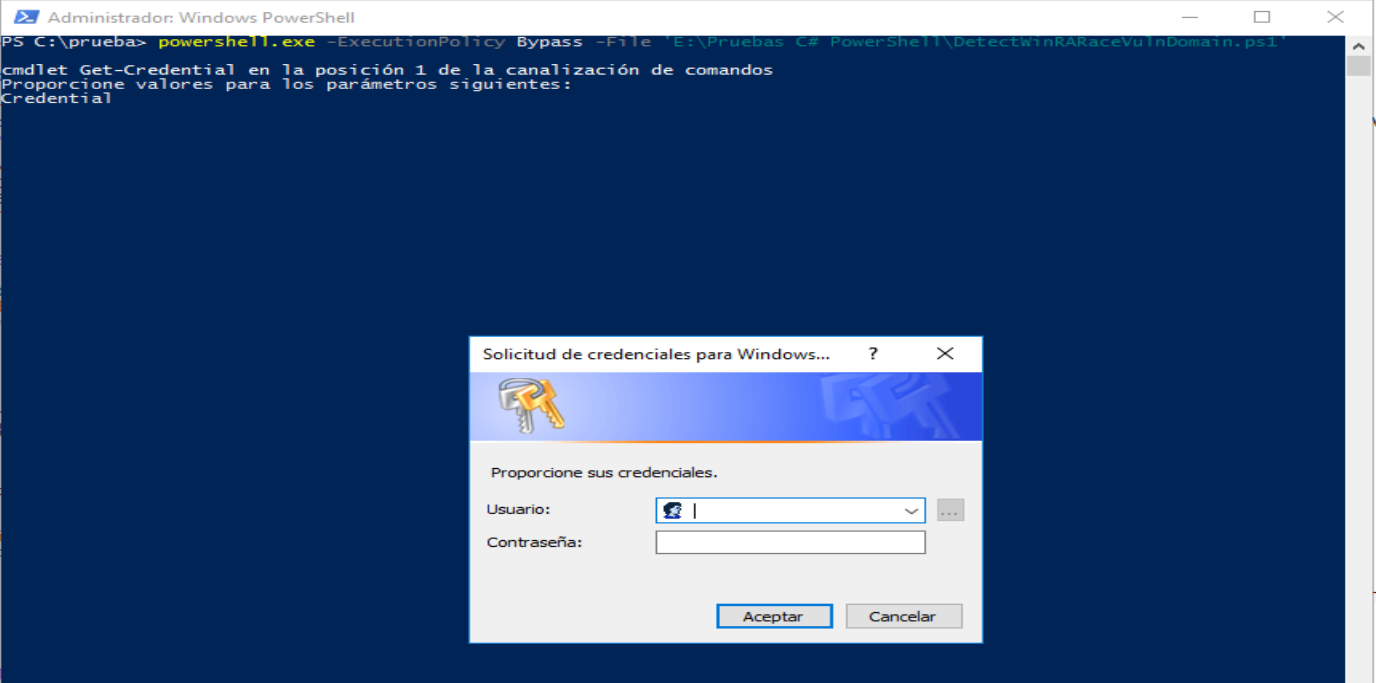 Administrador: Windows PowerShell
PS C:\prueba> powershell.exe -ExecutionPolicy Bypass -File 'E:\Pruebas C# PowerShell\DetectWinRARaceVulnDomain.ps1'
cmdlet Get-Credential en la posición 1 de la canalización de comandos
Proporcione valores para los parámetros siguientes:
Credential
Solicitud de credenciales para Windows... ?
Proporcione sus credenciales.
Usuario:
...
Contraseña:
Aceptar Cancelar